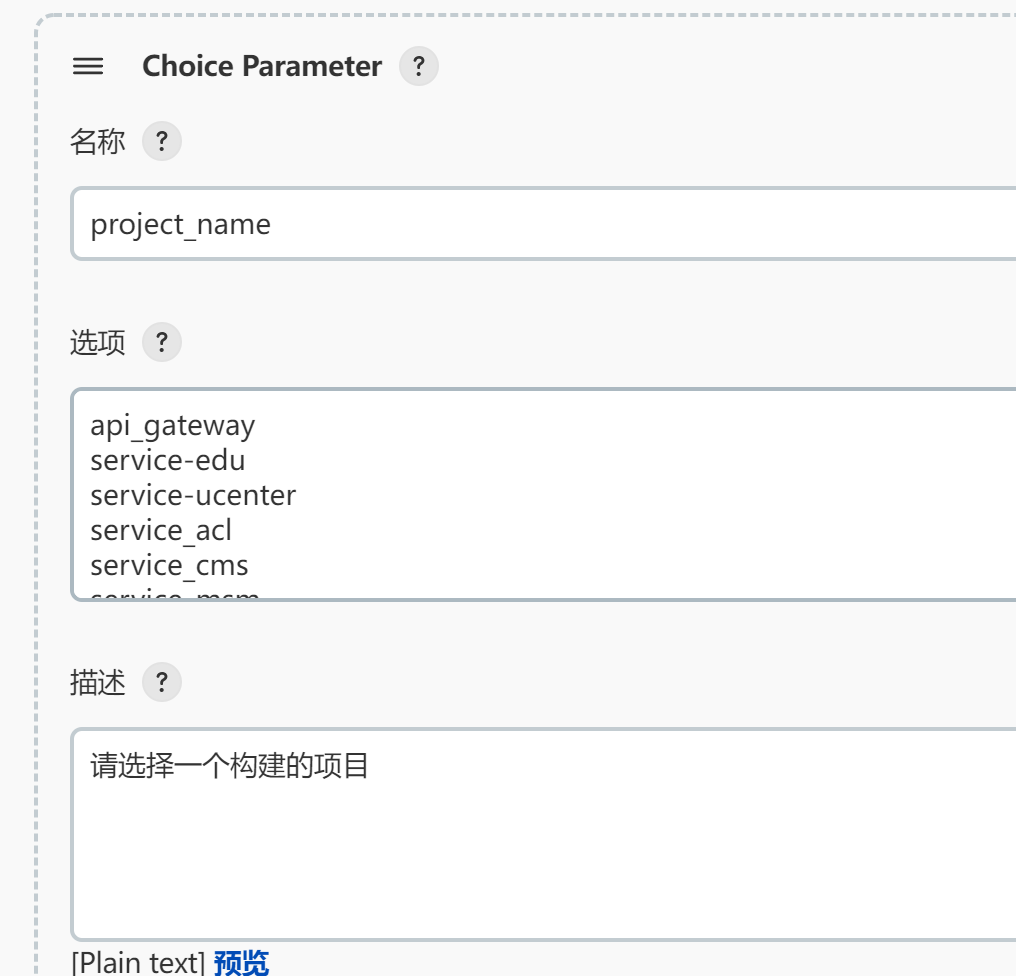 Choice Parameter ?
名称 ?
project_name
选项 ?
api_gateway
service-edu
service-ucenter
service_acl
service_cms
service_msm
描述 ?
请选择一个构建的项目
[Plain text] 预览